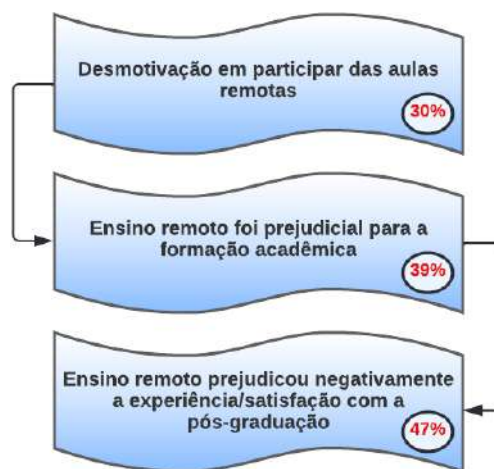 Desmotivação em participar das aulas
remotas
30%
Ensino remoto foi prejudicial para a
formação acadêmica
39%
Ensino remoto prejudicou negativamente
a experiência/satisfação com a
pós-graduação
47%